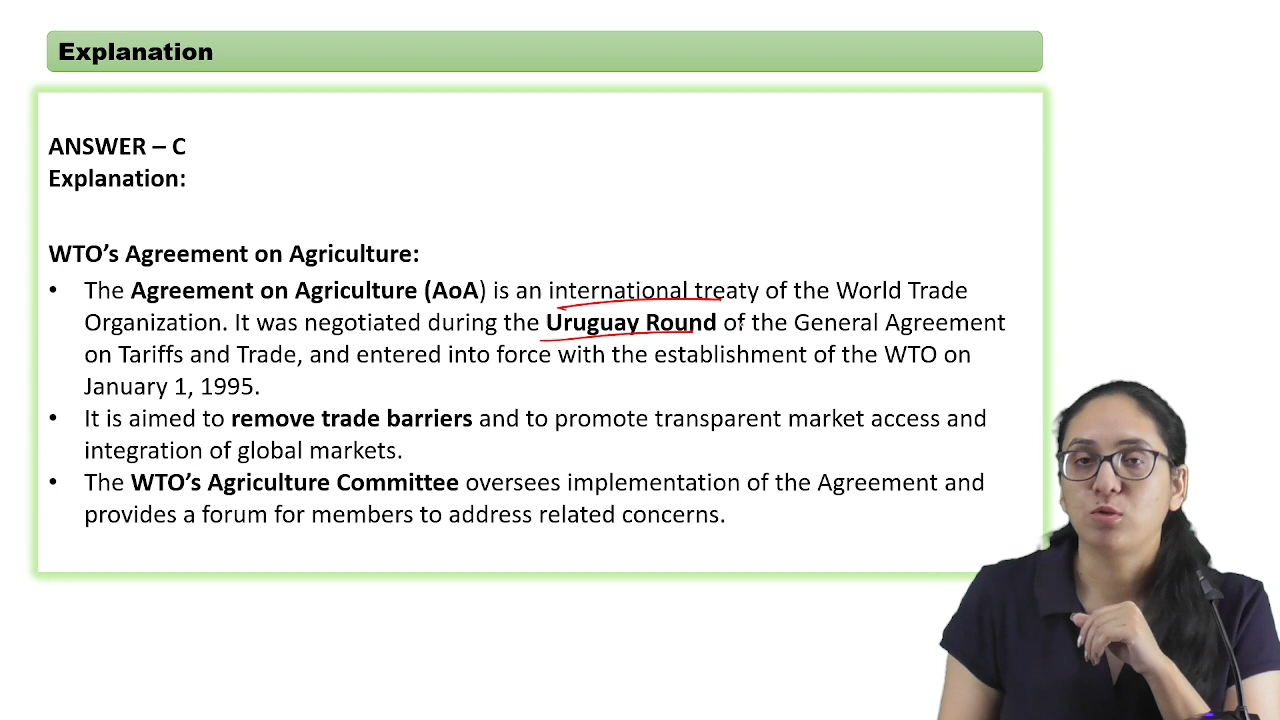 Explanation
ANSWER – C
Explanation:
WTO’s Agreement on Agriculture:
• The Agreement on Agriculture (AoA) is an international treaty of the World Trade
Organization. It was negotiated during the Uruguay Round of the General Agreement
on Tariffs and Trade, and entered into force with the establishment of the WTO on
January 1, 1995.
• It is aimed to remove trade barriers and to promote transparent market access and
integration of global markets.
• The WTO’s Agriculture Committee oversees implementation of the Agreement and
provides a forum for members to address related concerns.